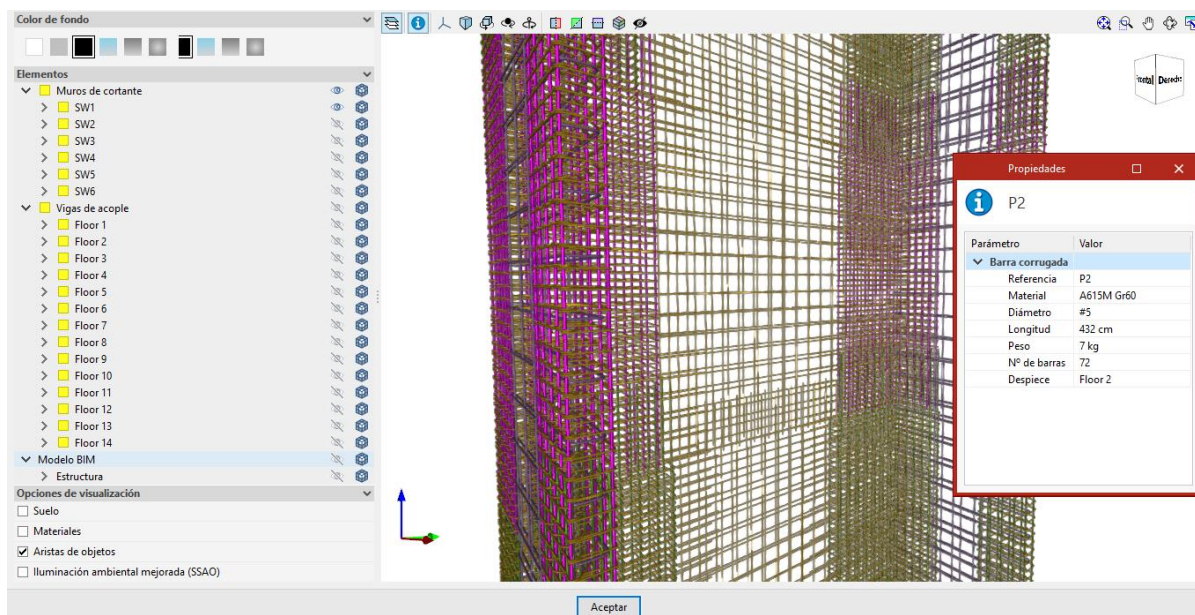 Color de fondo
Elementos
Muros de cortante
SW1
SW2
SW3
SW4
SW5
SW6
Vigas de acople
Floor 1
Floor 2
Floor 3
Floor 4
Floor 5
Floor 6
Floor 7
Floor 8
Floor 9
Floor 10
Floor 11
Floor 12
Floor 13
Floor 14
Modelo BIM
Estructura
Opciones de visualización
Suelo
Materiales
Aristas de objetos
Iluminación ambiental mejorada (SSAO)
Frontal Derecha
Propiedades
P2
Parámetro Valor
Barra corrugada
Referencia P2
Material A615M Gr60
Diámetro #5
Longitud 432 cm
Peso 7 kg
Nº de barras 72
Despiece Floor 2
Aceptar